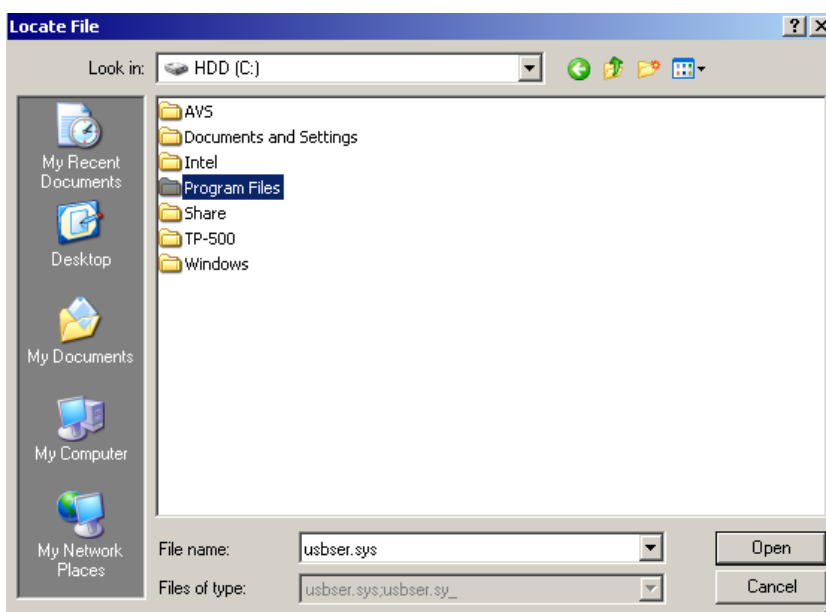 Locate File
Look in: HDD (C:)
My Recent
Documents
Desktop
My Documents
My Computer
My Network
Places
AVS
Documents and Settings
Intel
Program Files
Share
TP-500
Windows
File name: usbser.sys Open
Files of type: usbser.sys;usbser.sy_ Cancel